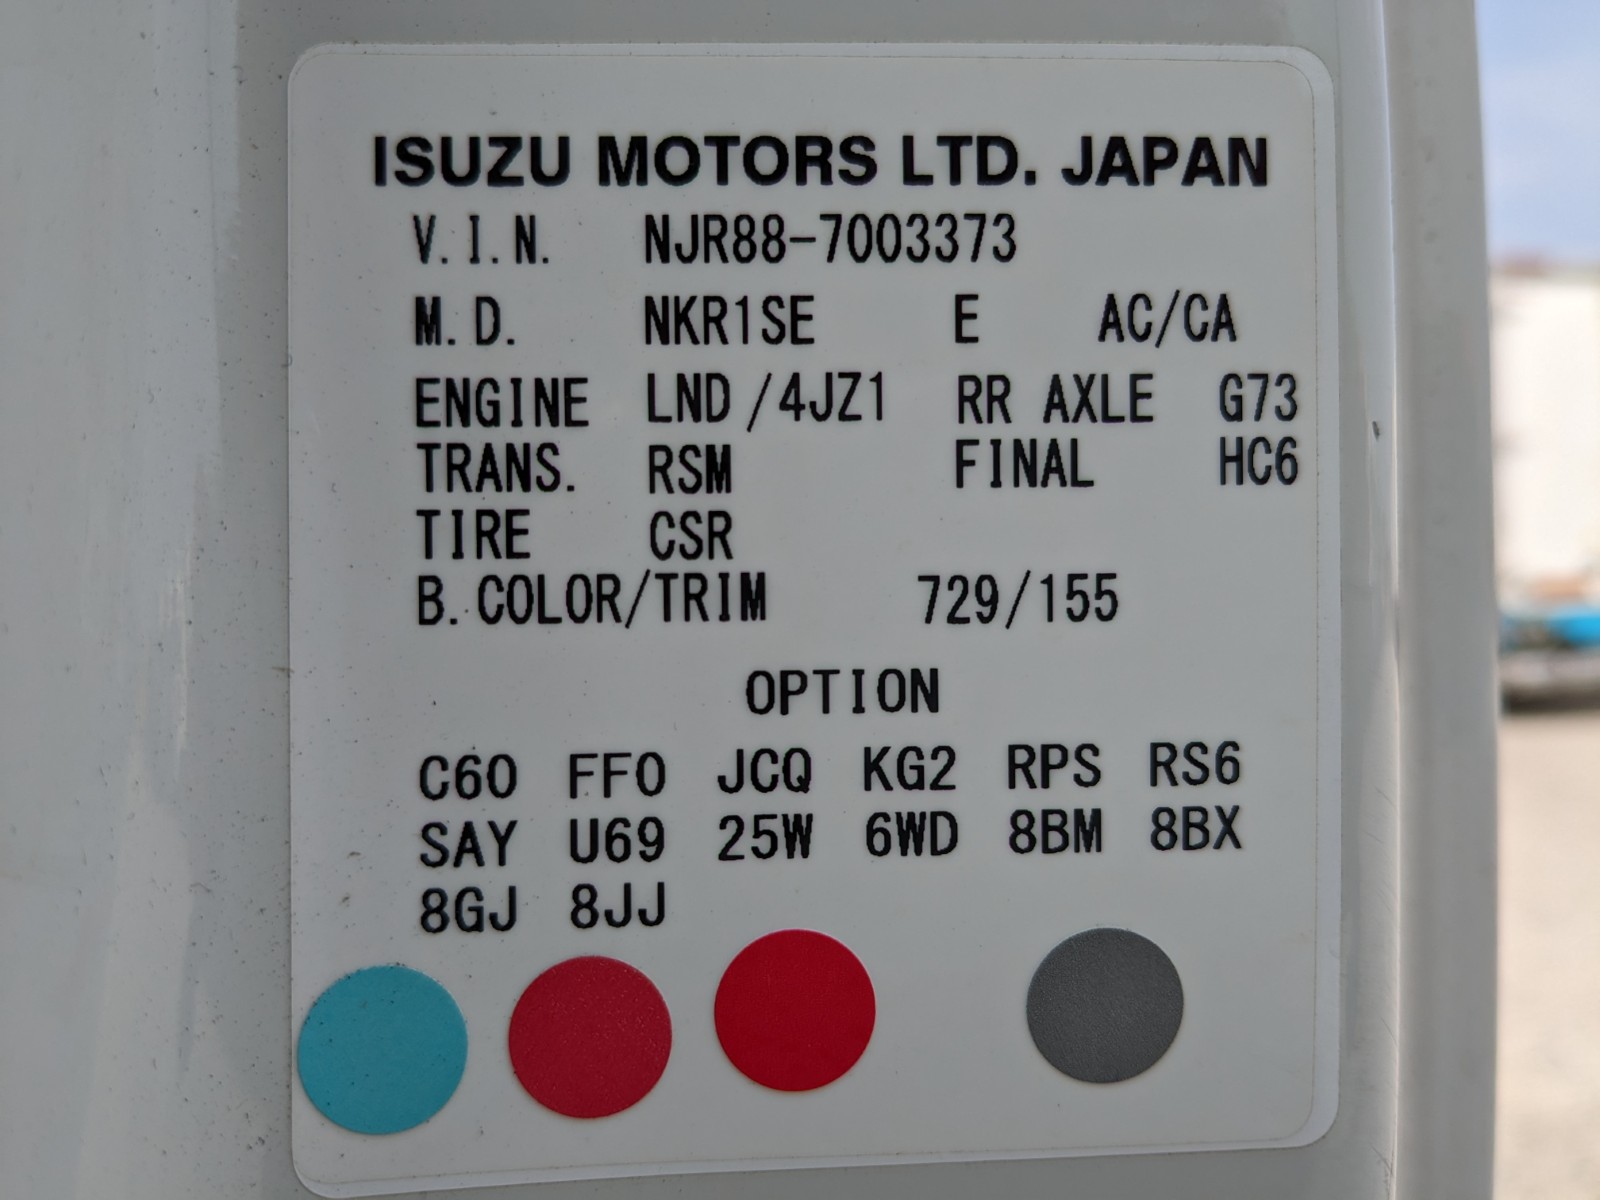 ISUZU MOTORS LTD. JAPAN
V.I.N. NJR88-7003373
M.D. NKR1SE E AC/CA
ENGINE LND/4JZ1 RR AXLE G73
TRANS. RSM FINAL HC6
TIRE CSR
B.COLOR/TRIM 729/155
OPTION
C60 FF0 JCQ KG2 RPS RS6
SAY U69 25W 6WD 8BM 8BX
8GJ 8JJ